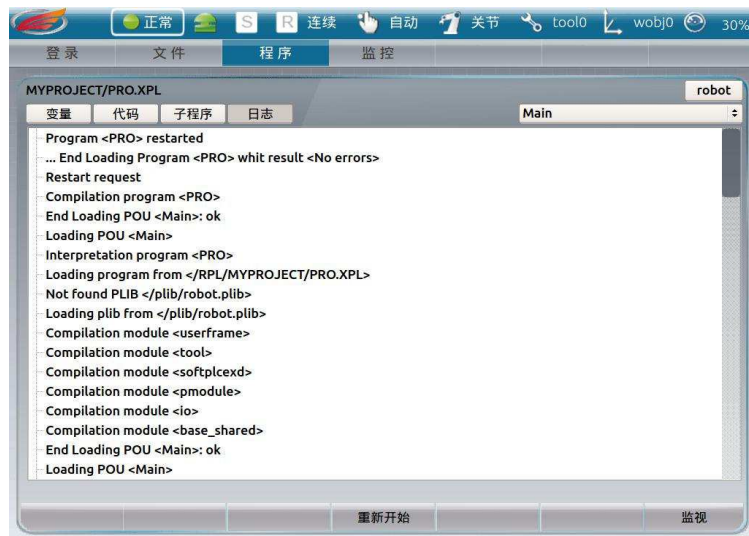 正常 S R 连续 自动 关节 tool0 wobj0 30%
登录 文件 程序 监控
MYPROJECT/PRO.XPL robot
变量 代码 子程序 日志 Main
Program <PRO> restarted
... End Loading Program <PRO> whit result <No errors>
Restart request
Compilation program <PRO>
End Loading POU <Main>: ok
Loading POU <Main>
Interpretation program <PRO>
Loading program from </RPL/MYPROJECT/PRO.XPL>
Not found PLIB </plib/robot.plib>
Loading plib from </plib/robot.plib>
Compilation module <userframe>
Compilation module <tool>
Compilation module <softplcexd>
Compilation module <pmodule>
Compilation module <io>
Compilation module <base_shared>
End Loading POU <Main>: ok
Loading POU <Main>
重新开始 监视